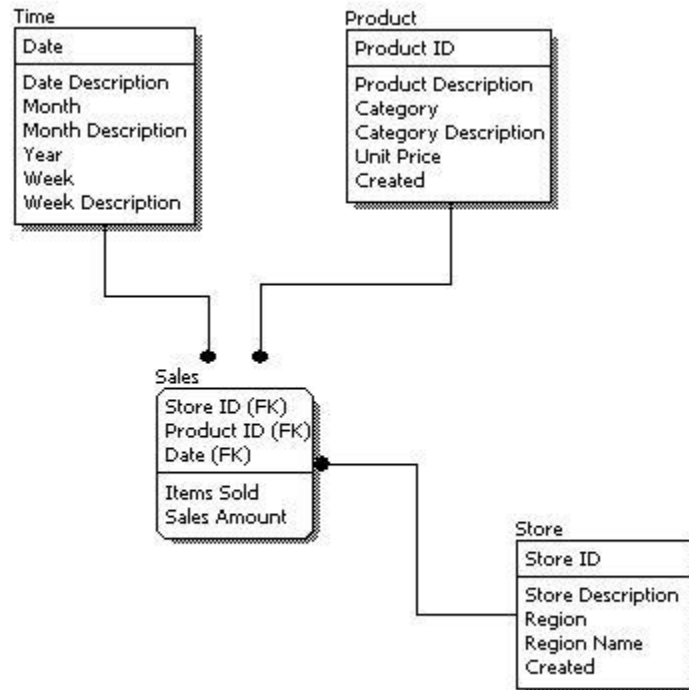 Time
Date
Date Description
Month
Month Description
Year
Week
Week Description
Product
Product ID
Product Description
Category
Category Description
Unit Price
Created
Sales
Store ID (FK)
Product ID (FK)
Date (FK)
Items Sold
Sales Amount
Store
Store ID
Store Description
Region
Region Name
Created